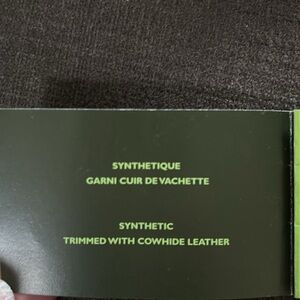 SYNTHETIQUE
GARNI CUIR DE VACHETTE
SYNTHETIC
TRIMMED WITH COWHIDE LEATHER